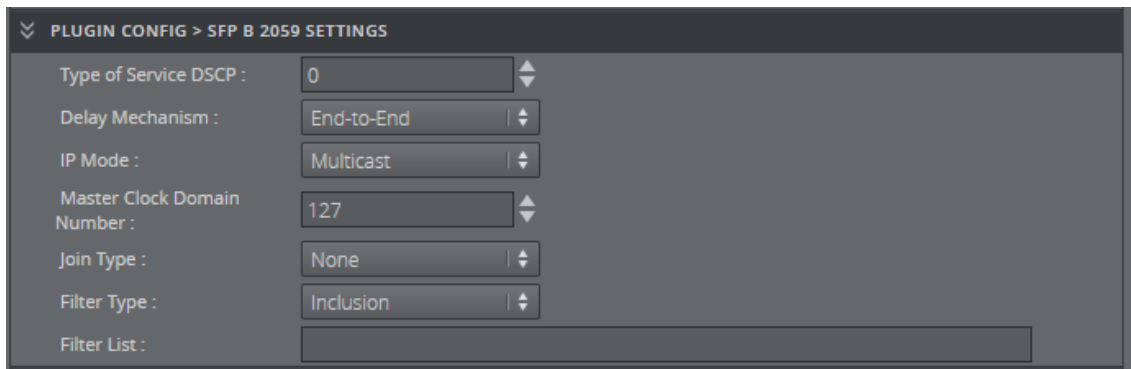 PLUGIN CONFIG > SFP B 2059 SETTINGS
Type of Service DSCP : 0
Delay Mechanism : End-to-End
IP Mode : Multicast
Master Clock Domain
Number : 127
Join Type : None
Filter Type : Inclusion
Filter List :